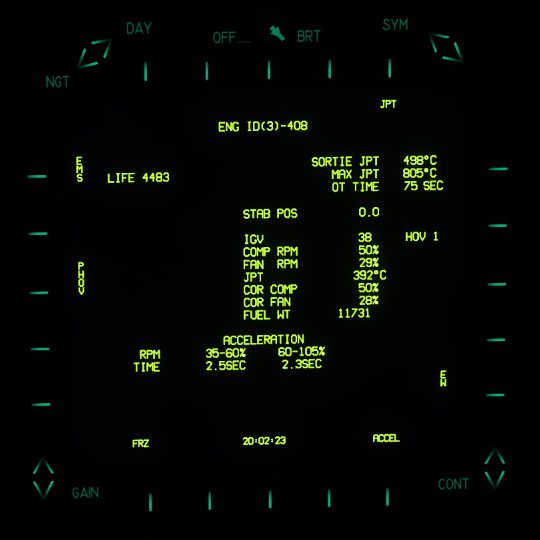 DAY
OFF
BRT
SYM
NGT
JPT
ENG ID(3)-408
EMS
LIFE 4483
SORTIE JPT 498°C
MAX JPT 805°C
OT TIME 75 SEC
STAB POS 0.0
IGV 38
HOV 1
COMP RPM 50%
FAN RPM 29%
JPT 392°C
COR COMP 50%
COR FAN 28%
FUEL WT 11731
PHOV
ACCELERATION
RPM 35-60% 60-105%
TIME 2.5SEC 2.3SEC
EW
FRZ
20:02:23
ACCEL
GAIN
CONT